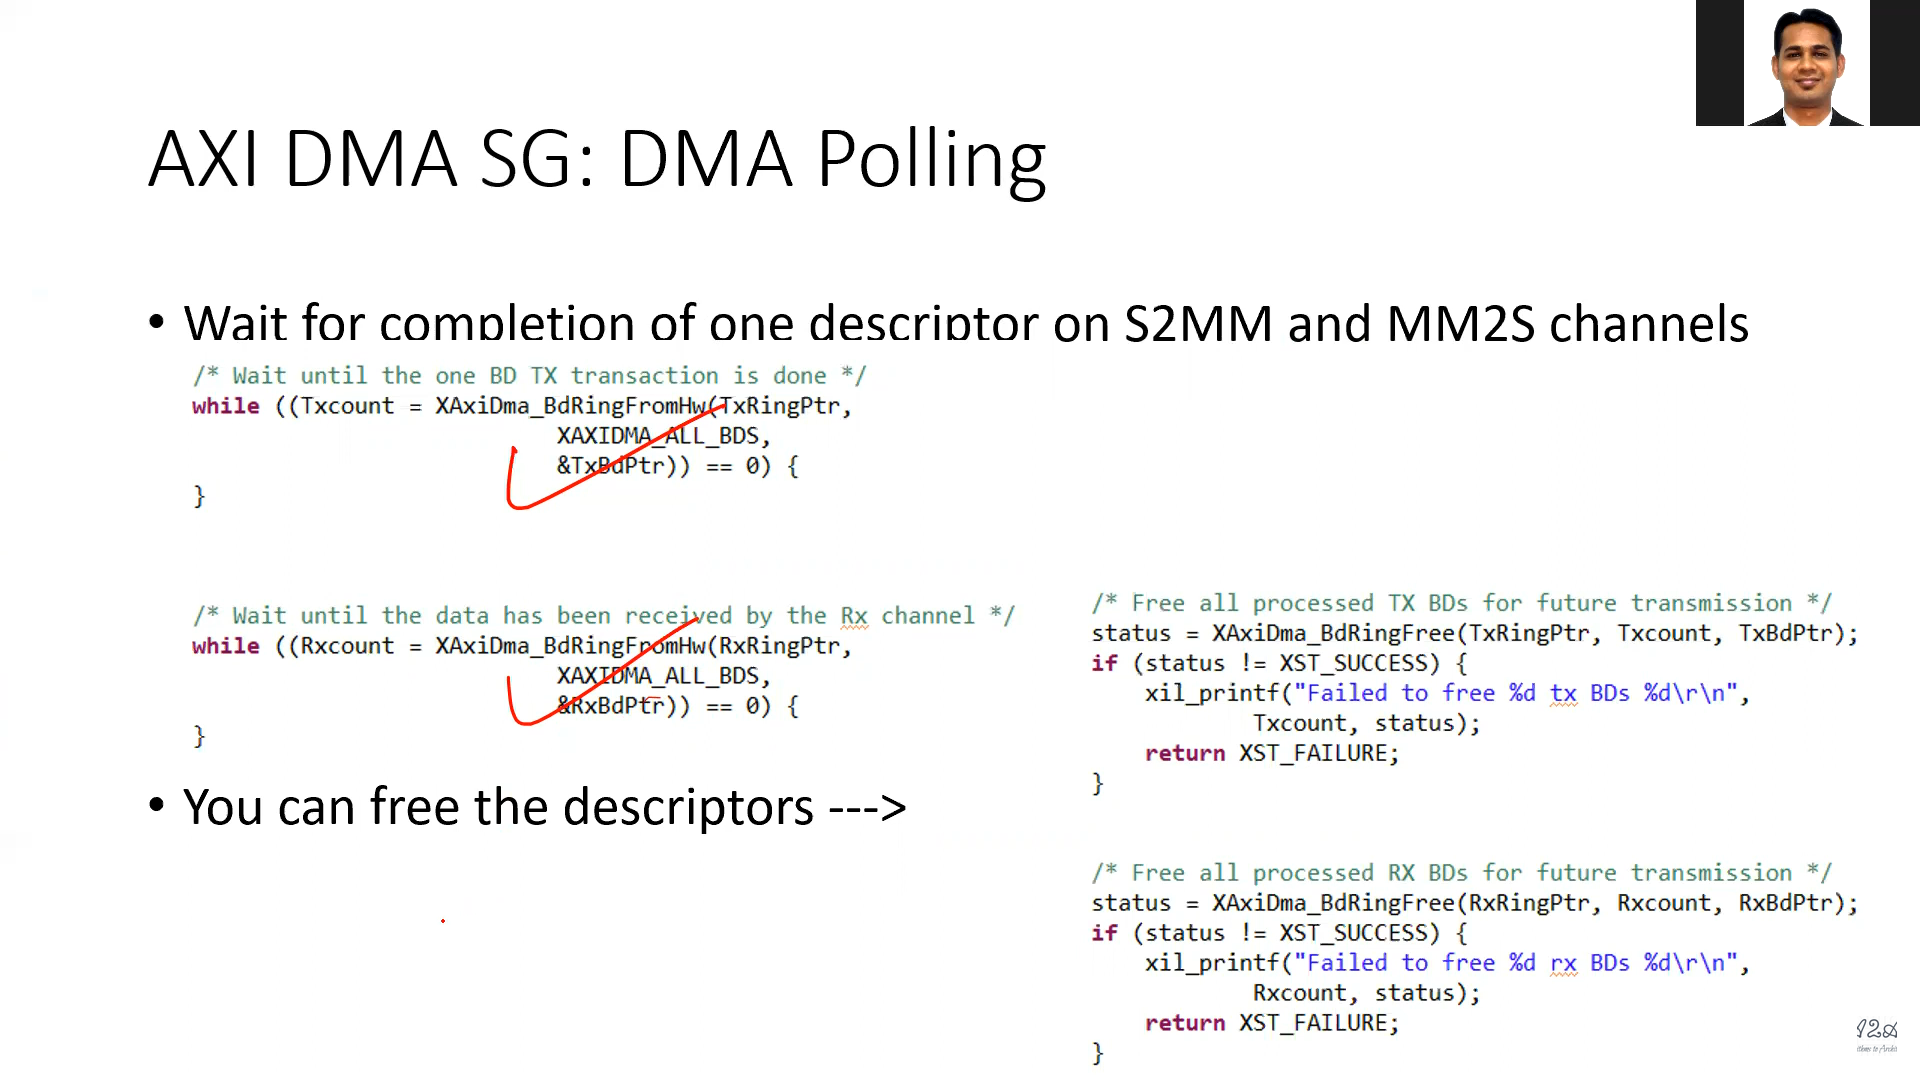 AXI DMA SG: DMA Polling
• Wait for completion of one descriptor on S2MM and MM2S channels
/* Wait until the one BD TX transaction is done */
while ((Txcount = XAxiDma_BdRingFromHw(TxRingPtr,
XAXIDMA_ALL_BDS,
&TxBdPtr)) == 0) {
}
/* Wait until the data has been received by the Rx channel */
while ((Rxcount = XAxiDma_BdRingFromHw(RxRingPtr,
XAXIDMA_ALL_BDS,
&RxBdPtr)) == 0) {
}
• You can free the descriptors --->
/* Free all processed TX BDs for future transmission */
status = XAxiDma_BdRingFree(TxRingPtr, Txcount, TxBdPtr);
if (status != XST_SUCCESS) {
xil_printf("Failed to free %d tx BDs %d\r\n",
Txcount, status);
return XST_FAILURE;
}
/* Free all processed RX BDs for future transmission */
status = XAxiDma_BdRingFree(RxRingPtr, Rxcount, RxBdPtr);
if (status != XST_SUCCESS) {
xil_printf("Failed to free %d rx BDs %d\r\n",
Rxcount, status);
return XST_FAILURE;
}